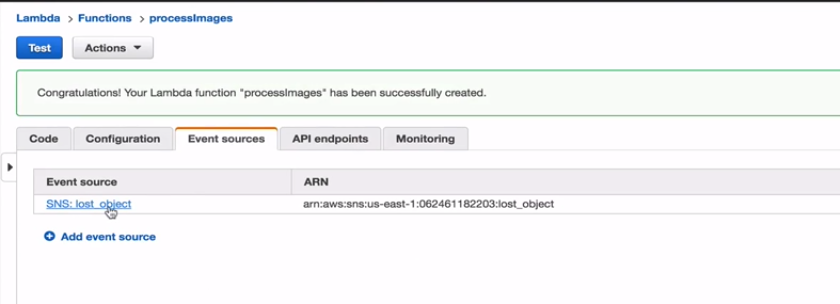 Lambda > Functions > processImages
Test Actions
Congratulations! Your Lambda function "processImages" has been successfully created.
Code Configuration Event sources API endpoints Monitoring
Event source ARN
SNS: lost_object arn:aws:sns:us-east-1:062461182203:lost_object
Add event source